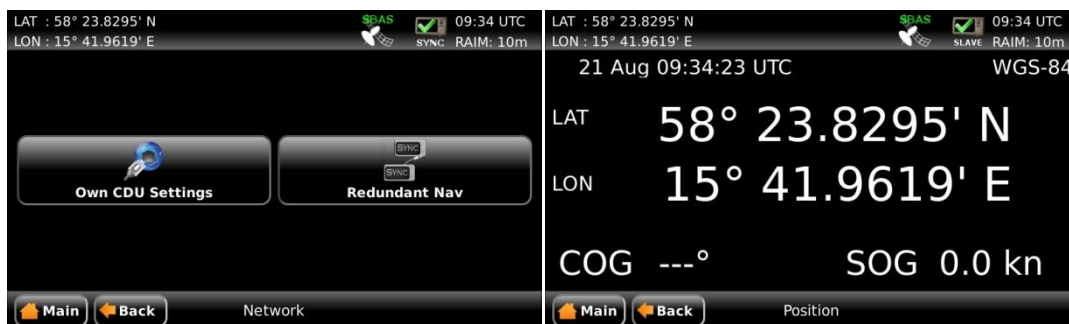 LAT : 58° 23.8295' N
SBAS
09:34 UTC
LON : 15° 41.9619' E
SYNC
RAIM: 10m
SYNC
SYNC
Own CDU Settings
Redundant Nav
Main
Back
Network
LAT : 58° 23.8295' N
SBAS
09:34 UTC
LON : 15° 41.9619' E
SLAVE
RAIM: 10m
21 Aug 09:34:23 UTC
WGS-84
LAT 58° 23.8295' N
LON 15° 41.9619' E
COG ---° SOG 0.0 kn
Main
Back
Position